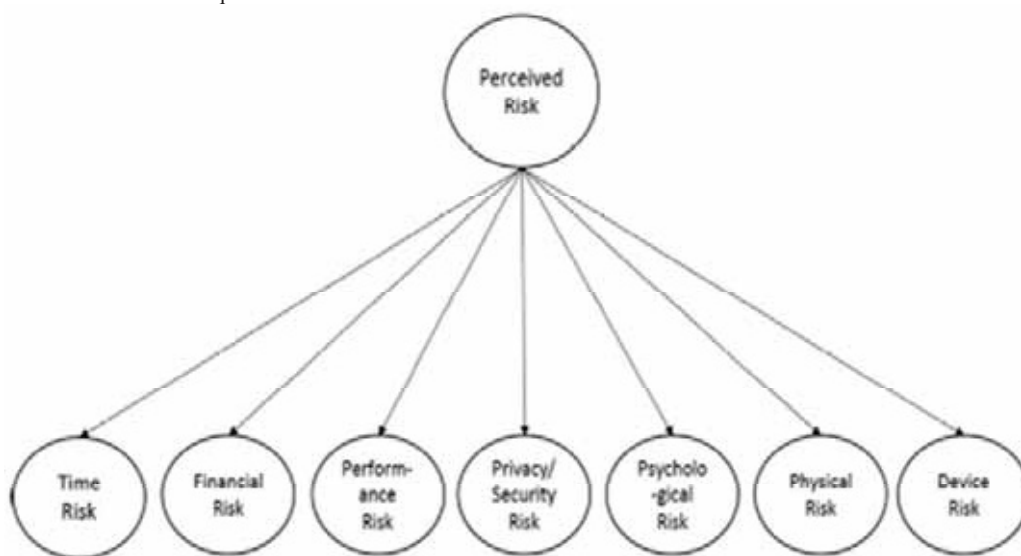 Perceived
Risk
Time
Risk
Financial
Risk
Perform-
ance
Risk
Privacy/
Security
Risk
Psycholo
-gical
Risk
Physical
Risk
Device
Risk